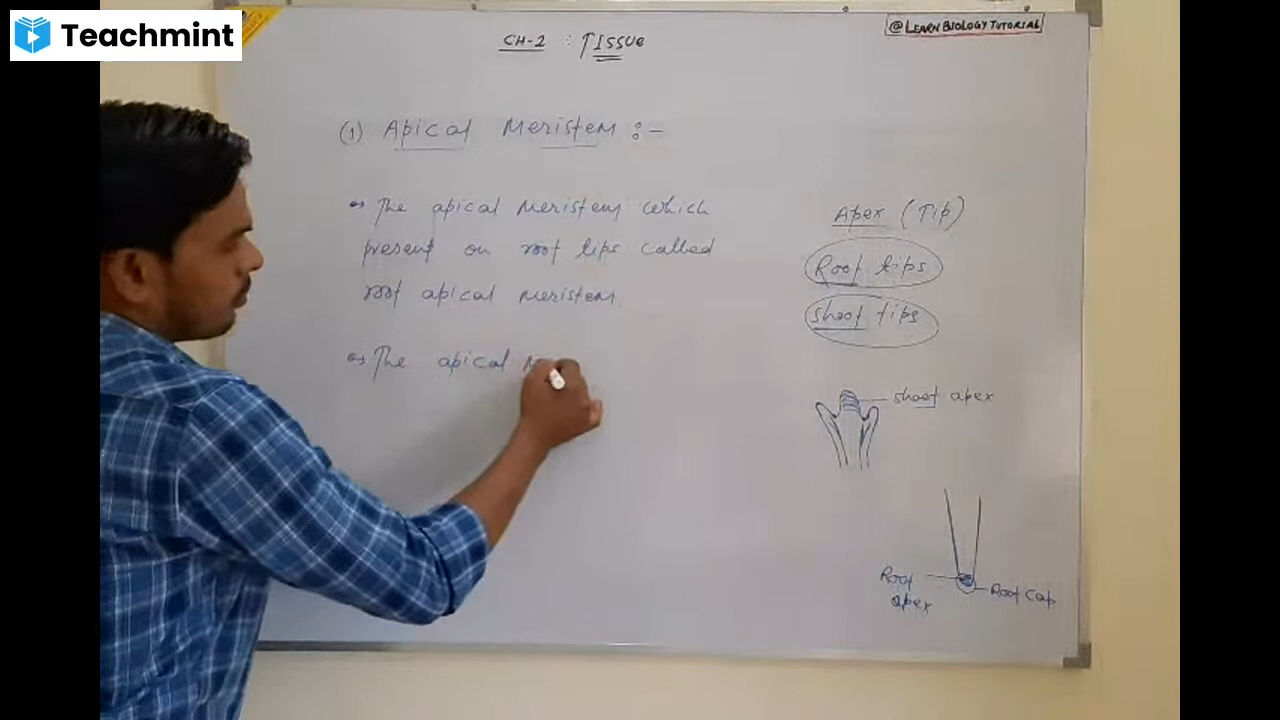 Teachmint
@LEARN BIOLOGY TUTORIAL
CH-2 : TISSUE
(1) Apical Meristem :-
The apical Meristem which
present on root tips called
root apical meristem.
The apical
Apex (Tip)
Root tips
shoot tips
shoot apex
Root
apex
Root Cap